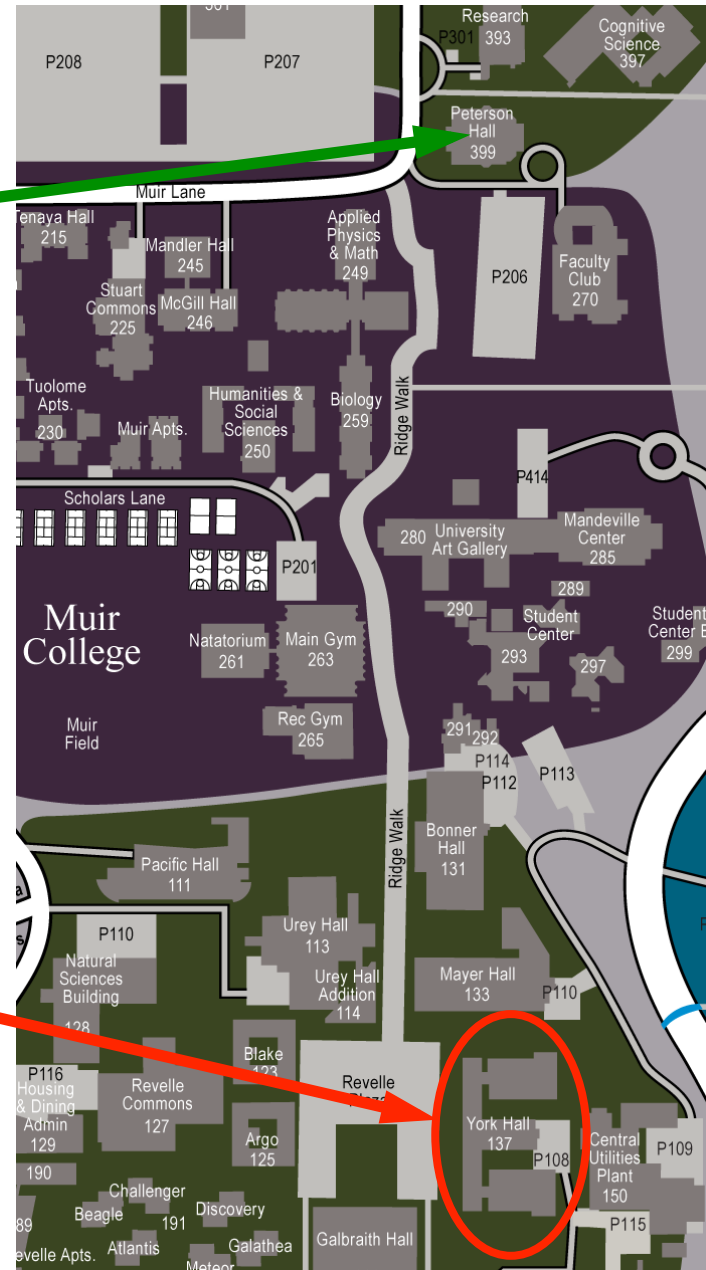 301
Research
393
P301
Cognitive
Science
397
P208
P207
Peterson
Hall
399
Muir Lane
Tenaya Hall
215
Mandler Hall
245
Applied
Physics
& Math
249
P206
Faculty
Club
270
Stuart
Commons
225
McGill Hall
246
Tuolome
Apts.
230
Muir Apts.
Humanities &
Social
Sciences
250
Biology
259
Ridge Walk
P414
Scholars Lane
280
University
Art Gallery
Mandeville
Center
285
P201
289
Muir
College
290
Student
Center
293
297
Student
Center B
299
Natatorium
261
Main Gym
263
Muir
Field
Rec Gym
265
291
292
P114
P112
P113
Ridge Walk
Bonner
Hall
131
Pacific Hall
111
a
s
P110
Urey Hall
113
Natural
Sciences
Building
128
Urey Hall
Addition
114
Mayer Hall
133
P110
Blake
123
P116
Housing
& Dining
Admin
129
Revelle
Commons
127
Revelle
Plaza
Argo
125
York Hall
137
P108
Central
Utilities
Plant
150
P109
190
Challenger
191
Beagle
Discovery
89
P115
evelle Apts.
Atlantis
Galathea
Meteor
Galbraith Hall